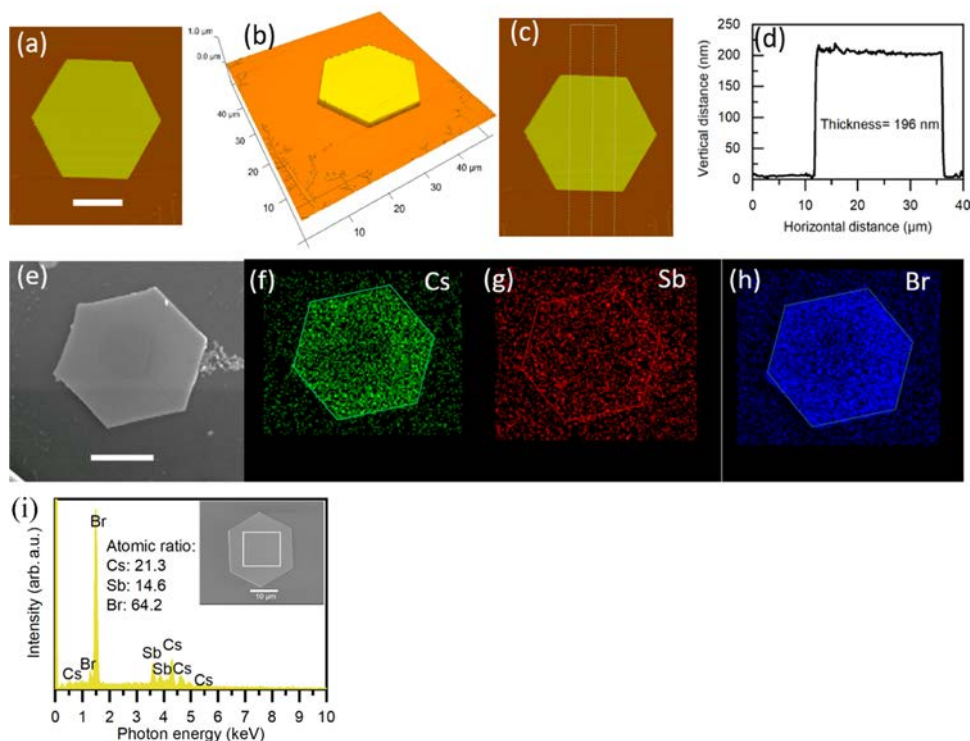 (a)
(b)
1.0 µm
0.0 µm
40 µm
30
20
10
10
20
30
40 µm
(c)
(d)
Vertical distance (nm)
250
200
150
100
50
0
Thickness= 196 nm
0 10 20 30 40
Horizontal distance (µm)
(e)
(f)
Cs
(g)
Sb
(h)
Br
(i)
Intensity (arb. a.u.)
Br
Atomic ratio:
Cs: 21.3
Sb: 14.6
Br: 64.2
10 µm
Cs
Br
Sb
Sb
Cs
Cs
Cs
0 1 2 3 4 5 6 7 8 9 10
Photon energy (keV)